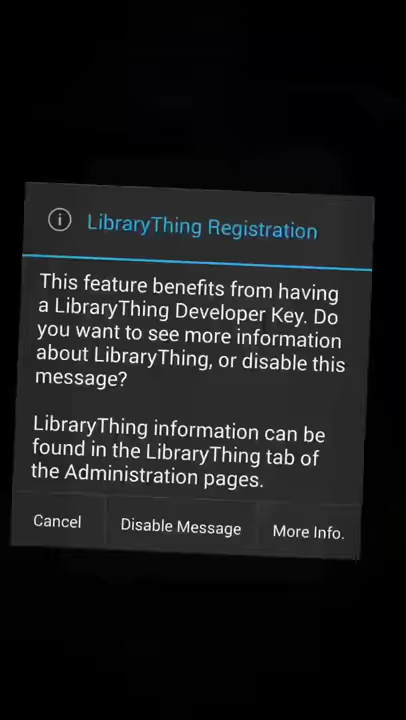 LibraryThing Registration
This feature benefits from having
a LibraryThing Developer Key. Do
you want to see more information
about LibraryThing, or disable this
message?
LibraryThing information can be
found in the LibraryThing tab of
the Administration pages.
Cancel
Disable Message
More Info.